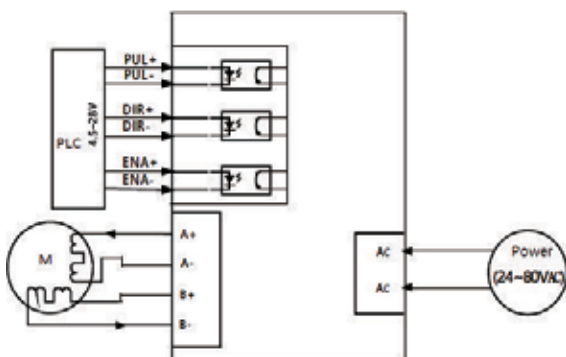 PUL+
PUL-
DIR+
DIR-
ENA+
ENA-
PLC
4.5~28V
M
A+
A-
B+
B-
AC
AC
Power
(24~80VAC)